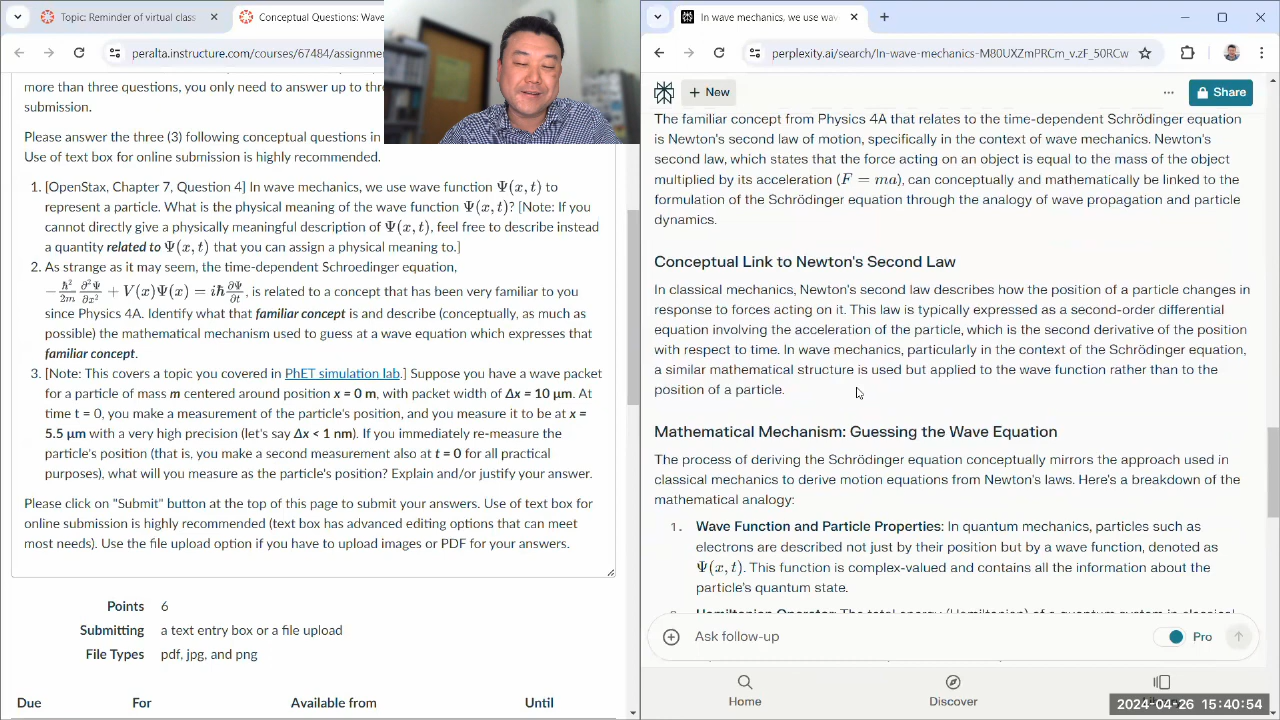 Topic: Reminder of virtual class
Conceptual Questions: Wave
peralta.instructure.com/courses/67484/assignme
more than three questions, you only need to answer up to thr
submission.
Please answer the three (3) following conceptual questions in
Use of text box for online submission is highly recommended.
1. [OpenStax, Chapter 7, Question 4] In wave mechanics, we use wave function Ψ(x, t) to
represent a particle. What is the physical meaning of the wave function Ψ(x, t)? [Note: If you
cannot directly give a physically meaningful description of Ψ(x, t), feel free to describe instead
a quantity related to Ψ(x, t) that you can assign a physical meaning to.]
2. As strange as it may seem, the time-dependent Schroedinger equation,
−ħ²/2m ∂²Ψ/∂x² + V(x)Ψ(x) = iħ ∂Ψ/∂t, is related to a concept that has been very familiar to you
since Physics 4A. Identify what that familiar concept is and describe (conceptually, as much as
possible) the mathematical mechanism used to guess at a wave equation which expresses that
familiar concept.
3. [Note: This covers a topic you covered in PhET simulation lab.] Suppose you have a wave packet
for a particle of mass m centered around position x = 0 m, with packet width of Δx = 10 μm. At
time t = 0, you make a measurement of the particle's position, and you measure it to be at x =
5.5 μm with a very high precision (let's say Δx < 1 nm). If you immediately re-measure the
particle's position (that is, you make a second measurement also at t = 0 for all practical
purposes), what will you measure as the particle's position? Explain and/or justify your answer.
Please click on "Submit" button at the top of this page to submit your answers. Use of text box for
online submission is highly recommended (text box has advanced editing options that can meet
most needs). Use the file upload option if you have to upload images or PDF for your answers.
Points 6
Submitting a text entry box or a file upload
File Types pdf, jpg, and png
Due For Available from Until
In wave mechanics, we use wav
perplexity.ai/search/In-wave-mechanics-M80UXZmPRCm_v.2i_50RCw
New
Share
The familiar concept from Physics 4A that relates to the time-dependent Schrödinger equation
is Newton's second law of motion, specifically in the context of wave mechanics. Newton's
second law, which states that the force acting on an object is equal to the mass of the object
multiplied by its acceleration (F = ma), can conceptually and mathematically be linked to the
formulation of the Schrödinger equation through the analogy of wave propagation and particle
dynamics.
Conceptual Link to Newton's Second Law
In classical mechanics, Newton's second law describes how the position of a particle changes in
response to forces acting on it. This law is typically expressed as a second-order differential
equation involving the acceleration of the particle, which is the second derivative of the position
with respect to time. In wave mechanics, particularly in the context of the Schrödinger equation,
a similar mathematical structure is used but applied to the wave function rather than to the
position of a particle.
Mathematical Mechanism: Guessing the Wave Equation
The process of deriving the Schrödinger equation conceptually mirrors the approach used in
classical mechanics to derive motion equations from Newton's laws. Here's a breakdown of the
mathematical analogy:
1. Wave Function and Particle Properties: In quantum mechanics, particles such as
electrons are described not just by their position but by a wave function, denoted as
Ψ(x, t). This function is complex-valued and contains all the information about the
particle's quantum state.
Hamiltonian Operator: The total energy (Hamiltonian) of a quantum system in classical
Ask follow-up
Pro
Home
Discover
2024-04-26 15:40:54